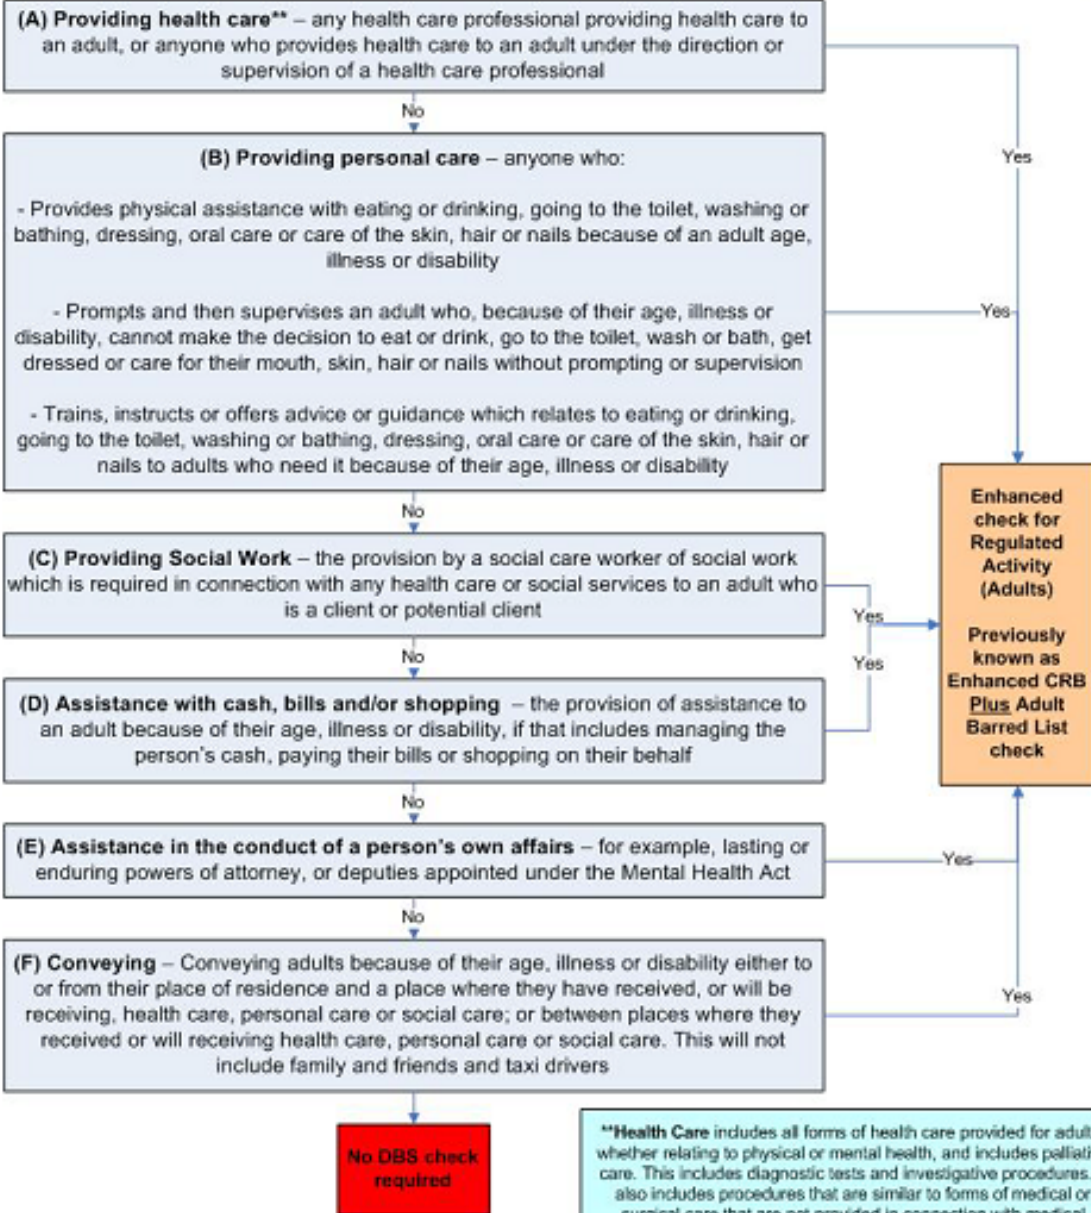 (A) Providing health care** – any health care professional providing health care to
an adult, or anyone who provides health care to an adult under the direction or
supervision of a health care professional
No
Yes
(B) Providing personal care – anyone who:
- Provides physical assistance with eating or drinking, going to the toilet, washing or
bathing, dressing, oral care or care of the skin, hair or nails because of an adult age,
illness or disability
- Prompts and then supervises an adult who, because of their age, illness or
disability, cannot make the decision to eat or drink, go to the toilet, wash or bath, get
dressed or care for their mouth, skin, hair or nails without prompting or supervision
- Trains, instructs or offers advice or guidance which relates to eating or drinking,
going to the toilet, washing or bathing, dressing, oral care or care of the skin, hair or
nails to adults who need it because of their age, illness or disability
Yes
No
(C) Providing Social Work – the provision by a social care worker of social work
which is required in connection with any health care or social services to an adult who
is a client or potential client
Yes
No
(D) Assistance with cash, bills and/or shopping – the provision of assistance to
an adult because of their age, illness or disability, if that includes managing the
person's cash, paying their bills or shopping on their behalf
Yes
No
Enhanced
check for
Regulated
Activity
(Adults)
Previously
known as
Enhanced CRB
Plus Adult
Barred List
check
(E) Assistance in the conduct of a person's own affairs – for example, lasting or
enduring powers of attorney, or deputies appointed under the Mental Health Act
Yes
No
(F) Conveying – Conveying adults because of their age, illness or disability either to
or from their place of residence and a place where they have received, or will be
receiving, health care, personal care or social care; or between places where they
received or will receiving health care, personal care or social care. This will not
include family and friends and taxi drivers
Yes
No DBS check
required
**Health Care includes all forms of health care provided for adult
whether relating to physical or mental health, and includes palliati
care. This includes diagnostic tests and investigative procedures.
also includes procedures that are similar to forms of medical or
surgical care that are not provided in connection with medical